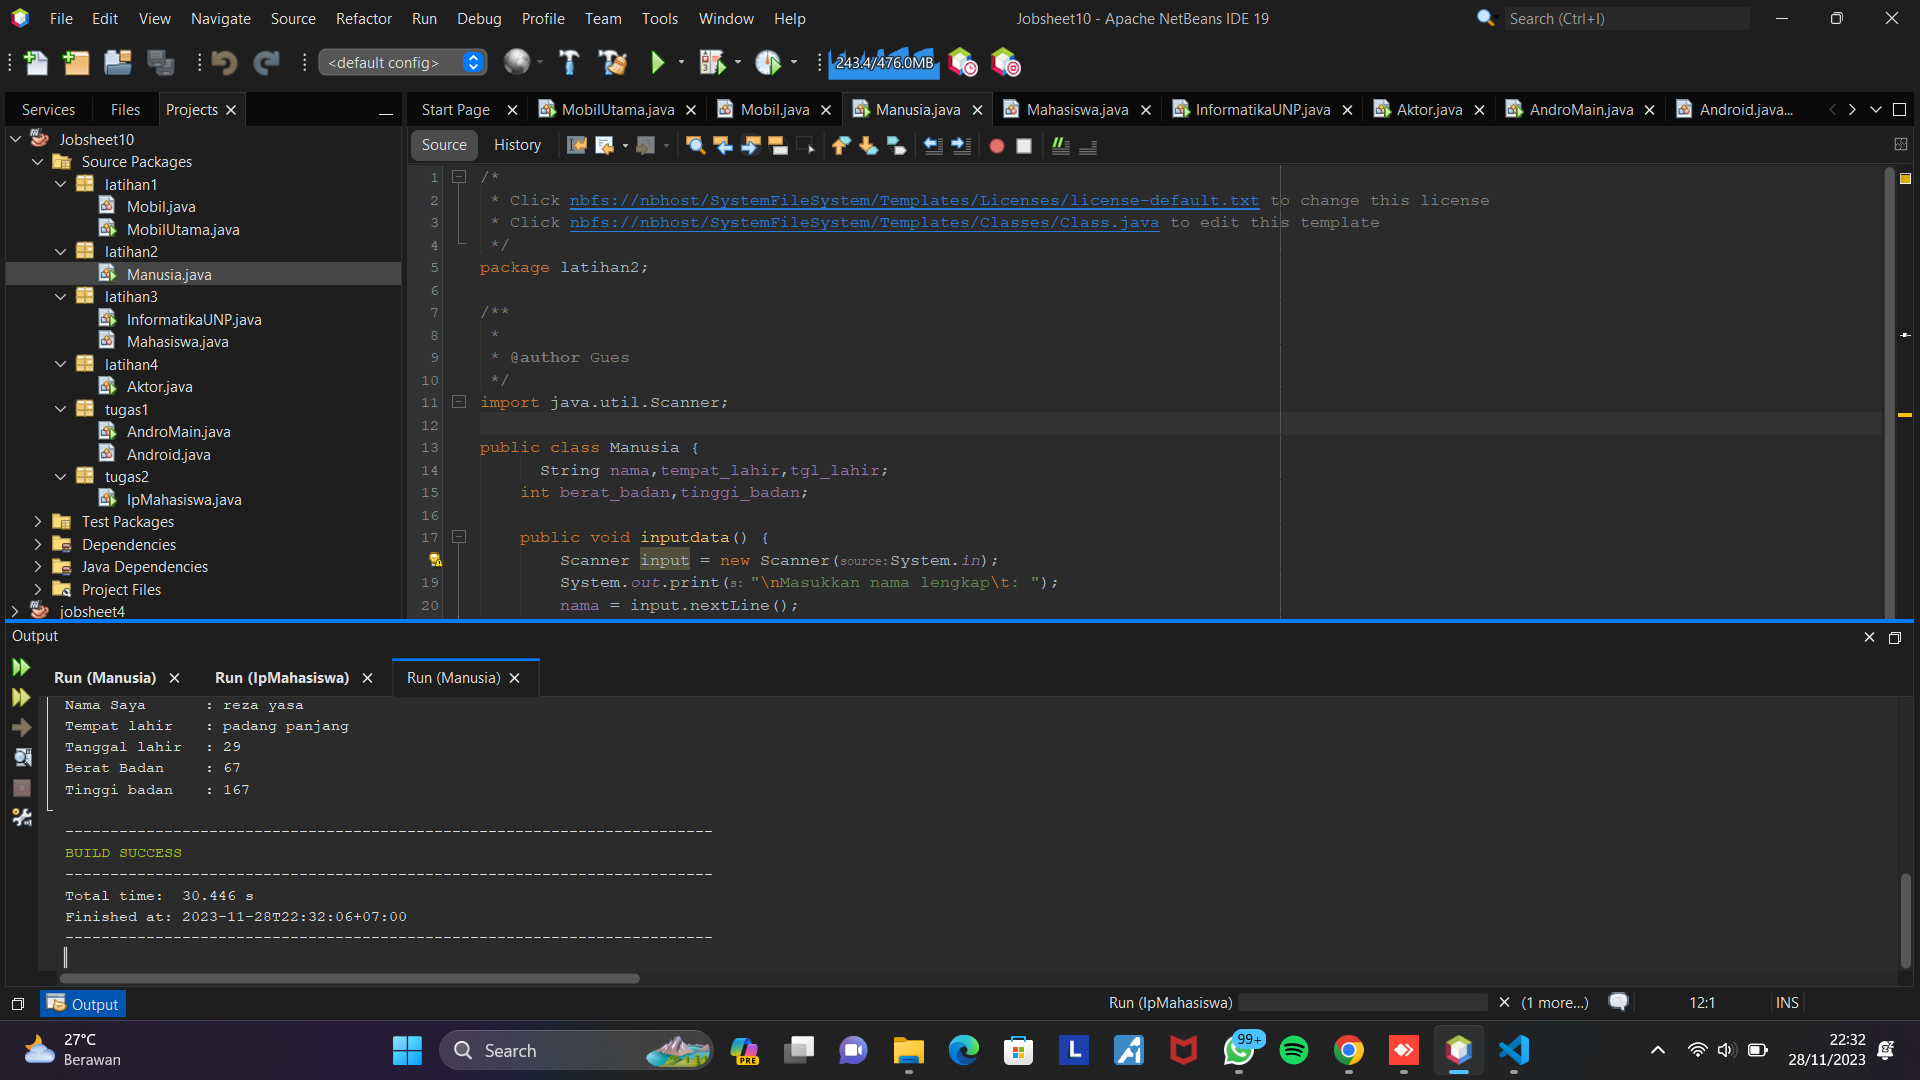 File Edit View Navigate Source Refactor Run Debug Profile Team Tools Window Help
Jobsheet10 - Apache NetBeans IDE 19
Search (Ctrl+I)
<default config>
243.4/476.0MB
Services Files Projects
Start Page MobilUtama.java Mobil.java Manusia.java Mahasiswa.java InformatikaUNP.java Aktor.java AndroMain.java Android.java...
Source History
Jobsheet10
Source Packages
latihan1
Mobil.java
MobilUtama.java
latihan2
Manusia.java
latihan3
InformatikaUNP.java
Mahasiswa.java
latihan4
Aktor.java
tugas1
AndroMain.java
Android.java
tugas2
IpMahasiswa.java
Test Packages
Dependencies
Java Dependencies
Project Files
jobsheet4
1 /*
2 * Click nbfs://nbhost/SystemFileSystem/Templates/Licenses/license-default.txt to change this license
3 * Click nbfs://nbhost/SystemFileSystem/Templates/Classes/Class.java to edit this template
4 */
5 package latihan2;
6
7 /**
8 *
9 * @author Gues
10 */
11 import java.util.Scanner;
12
13 public class Manusia {
14 String nama,tempat_lahir,tgl_lahir;
15 int berat_badan,tinggi_badan;
16
17 public void inputdata() {
Scanner input = new Scanner(source:System.in);
19 System.out.print(s:"\nMasukkan nama lengkap\t: ");
20 nama = input.nextLine();
Output
Run (Manusia) Run (IpMahasiswa) Run (Manusia)
Nama Saya : reza yasa
Tempat lahir : padang panjang
Tanggal lahir : 29
Berat Badan : 67
Tinggi badan : 167
------------------------------------------------------------------------
BUILD SUCCESS
------------------------------------------------------------------------
Total time: 30.446 s
Finished at: 2023-11-28T22:32:06+07:00
------------------------------------------------------------------------
Output
Run (IpMahasiswa) (1 more...) 12:1 INS
27°C
Berawan
Search
PRE
L
99+
22:32
28/11/2023